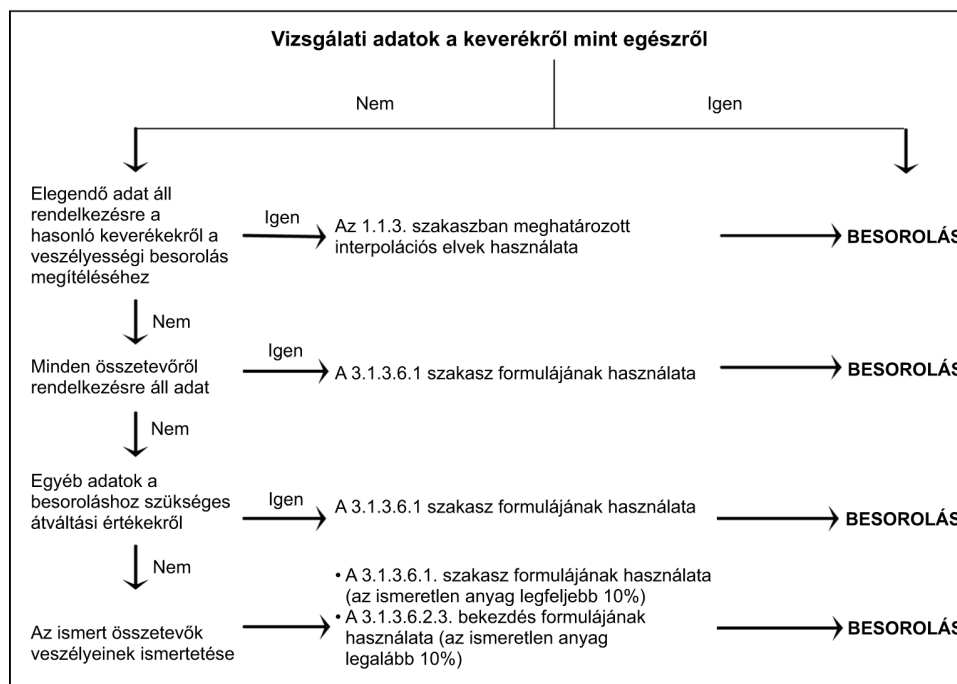 Vizsgálati adatok a keverékről mint egészről
Nem
Igen
Elegendő adat áll
rendelkezésre a
hasonló keverékekről a
veszélyességi besorolás
megítéléséhez
Igen
Az 1.1.3. szakaszban meghatározott
interpolációs elvek használata
BESOROLÁS
Nem
Minden összetevőről
rendelkezésre áll adat
Igen
A 3.1.3.6.1 szakasz formulájának használata
BESOROLÁS
Nem
Egyéb adatok a
besoroláshoz szükséges
átváltási értékekről
Igen
A 3.1.3.6.1 szakasz formulájának használata
BESOROLÁS
Nem
Az ismert összetevők
veszélyeinek ismertetése
• A 3.1.3.6.1. szakasz formulájának használata
(az ismeretlen anyag legfeljebb 10%)
• A 3.1.3.6.2.3. bekezdés formulájának
használata (az ismeretlen anyag
legalább 10%)
BESOROLÁS